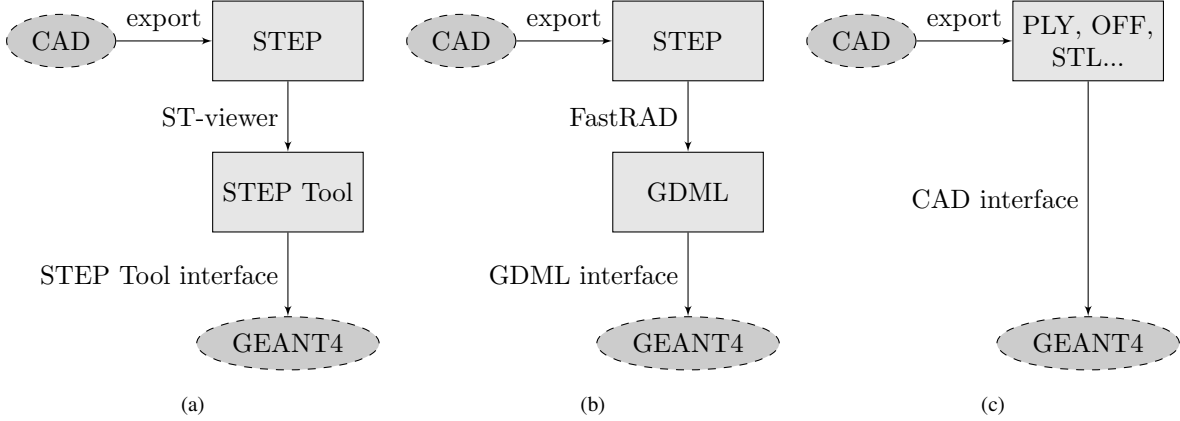 CAD
export
STEP
ST-viewer
STEP Tool
STEP Tool interface
GEANT4
(a)
CAD
export
STEP
FastRAD
GDML
GDML interface
GEANT4
(b)
CAD
export
PLY, OFF,
STL...
CAD interface
GEANT4
(c)